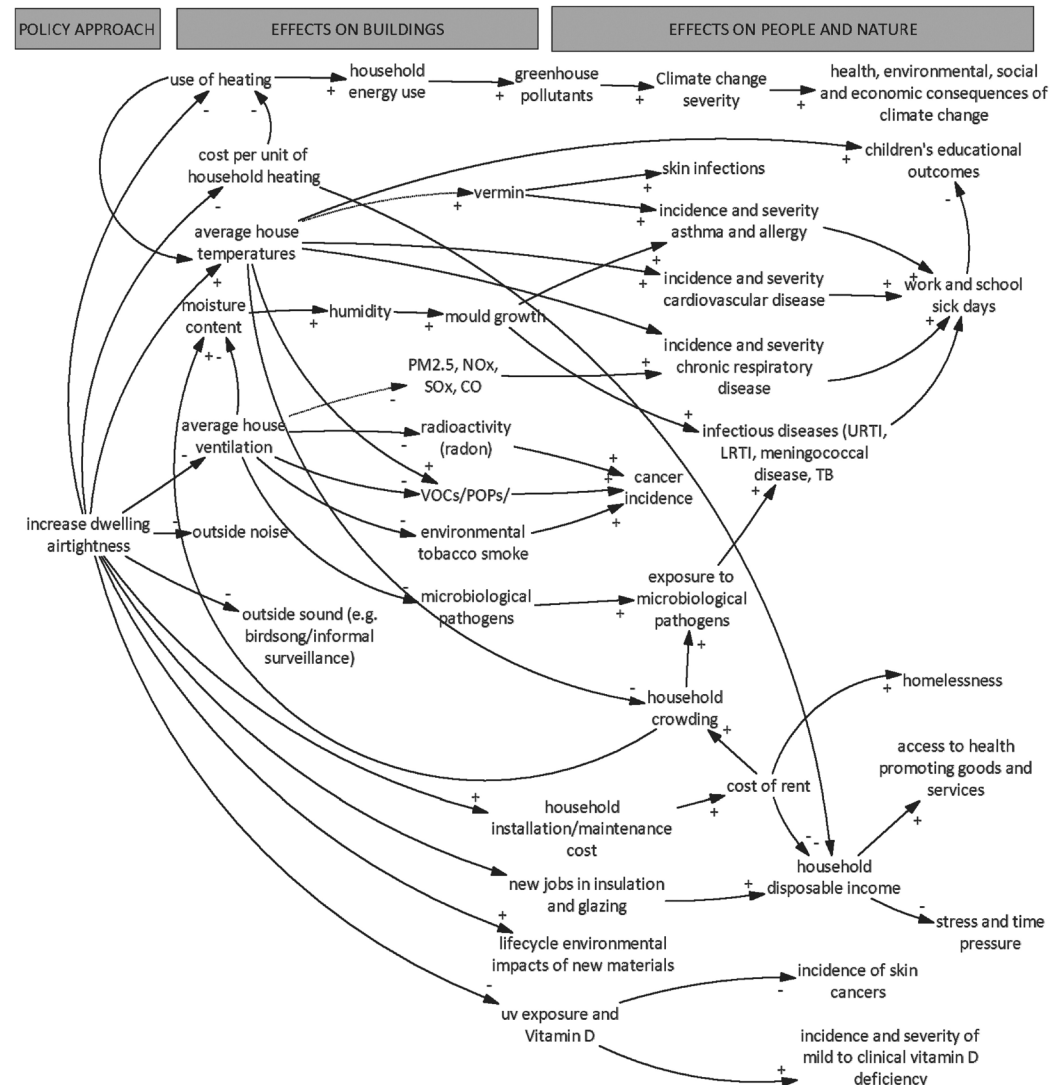 POLICY APPROACH
EFFECTS ON BUILDINGS
EFFECTS ON PEOPLE AND NATURE
use of heating
household
energy use
greenhouse
pollutants
Climate change
severity
health, environmental, social
and economic consequences of
climate change
+
+
+
+
-
-
cost per unit of
household heating
-
children's educational
outcomes
+
-
vermin
+
skin infections
+
incidence and severity
asthma and allergy
+
+
average house
temperatures
+
incidence and severity
cardiovascular disease
+
work and school
sick days
+
+
+
moisture
content
+
-
humidity
+
mould growth
+
incidence and severity
chronic respiratory
disease
+
PM2.5, NOx,
SOx, CO
-
average house
ventilation
-
radioactivity
(radon)
-
+
infectious diseases (URTI,
LRTI, meningococcal
disease, TB
+
+
VOCs/POPs/
-
cancer
incidence
+
+
+
increase dwelling
airtightness
outside noise
-
environmental
tobacco smoke
-
outside sound (e.g.
birdsong/informal
surveillance)
-
microbiological
pathogens
-
exposure to
microbiological
pathogens
+
+
household
crowding
-
+
homelessness
+
access to health
promoting goods and
services
+
cost of rent
+
household
installation/maintenance
cost
+
household
disposable income
-
-
+
new jobs in insulation
and glazing
stress and time
pressure
-
lifecycle environmental
impacts of new materials
+
incidence of skin
cancers
-
uv exposure and
Vitamin D
-
incidence and severity of
mild to clinical vitamin D
deficiency
+